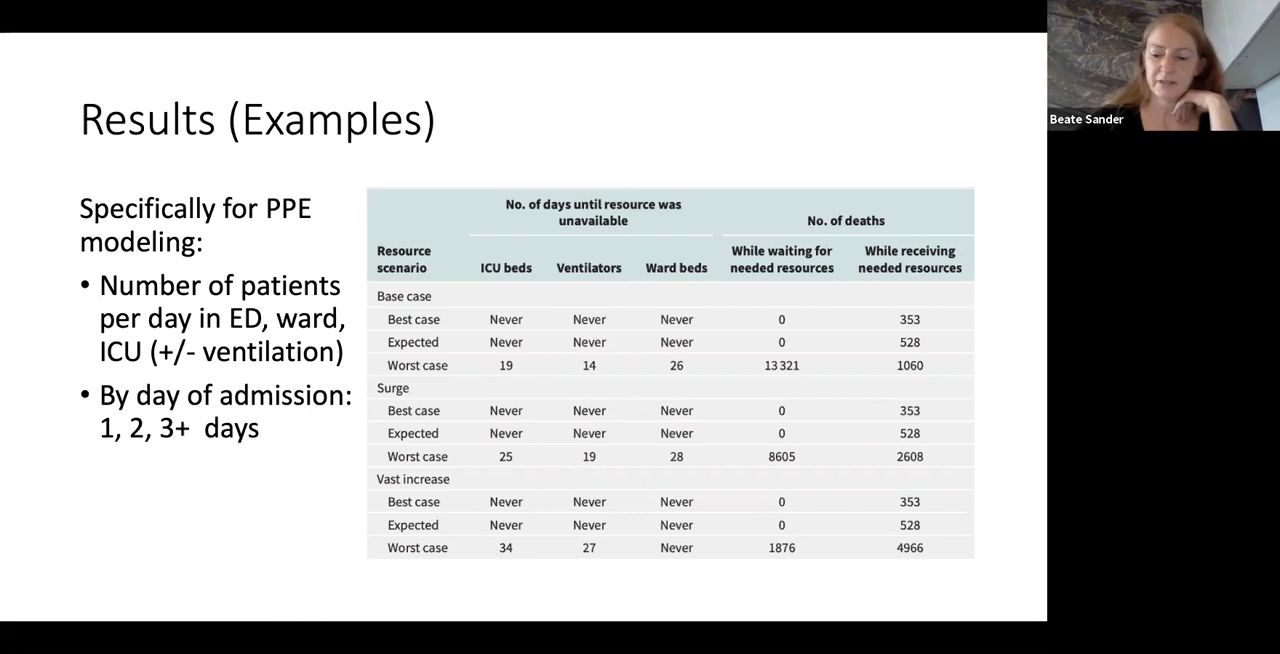 Results (Examples)
Specifically for PPE
modeling:
• Number of patients
per day in ED, ward,
ICU (+/- ventilation)
• By day of admission:
1, 2, 3+ days
No. of days until resource was
unavailable
No. of deaths
Resource
scenario
ICU beds
Ventilators
Ward beds
While waiting for
needed resources
While receiving
needed resources
Base case
Best case Never Never Never 0 353
Expected Never Never Never 0 528
Worst case 19 14 26 13 321 1060
Surge
Best case Never Never Never 0 353
Expected Never Never Never 0 528
Worst case 25 19 28 8605 2608
Vast increase
Best case Never Never Never 0 353
Expected Never Never Never 0 528
Worst case 34 27 Never 1876 4966
Beate Sander